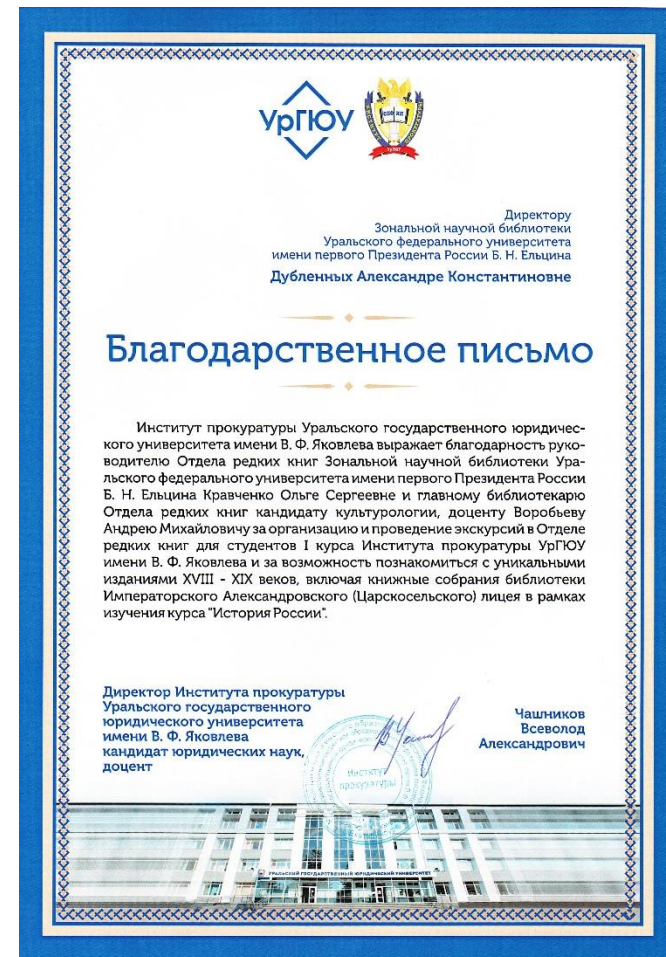 УрГЮУ
Директору
Зональной научной библиотеки
Уральского федерального университета
имени первого Президента России Б. Н. Ельцина
Дубленных Александре Константиновне
Благодарственное письмо
Институт прокуратуры Уральского государственного юридичес-
кого университета имени В. Ф. Яковлева выражает благодарность руко-
водителю Отдела редких книг Зональной научной библиотеки Ура-
льского федерального университета имени первого Президента России
Б. Н. Ельцина Кравченко Ольге Сергеевне и главному библиотекарю
Отдела редких книг кандидату культурологии, доценту Воробьеву
Андрею Михайловичу за организацию и проведение экскурсий в Отделе
редких книг для студентов I курса Института прокуратуры УрГЮУ
имени В. Ф. Яковлева и за возможность познакомиться с уникальными
изданиями XVIII - XIX веков, включая книжные собрания библиотеки
Императорского Александровского (Царскосельского) лицея в рамках
изучения курса "История России".
Директор Института прокуратуры
Уральского государственного
юридического университета
имени В. Ф. Яковлева
кандидат юридических наук,
доцент
Чашников
Всеволод
Александрович
Институт
прокуратуры
УРАЛЬСКИЙ ГОСУДАРСТВЕННЫЙ ЮРИДИЧЕСКИЙ УНИВЕРСИТЕТ